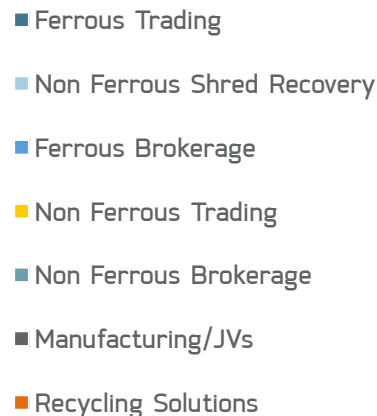 Ferrous Trading
Non Ferrous Shred Recovery
Ferrous Brokerage
Non Ferrous Trading
Non Ferrous Brokerage
Manufacturing/JVs
Recycling Solutions